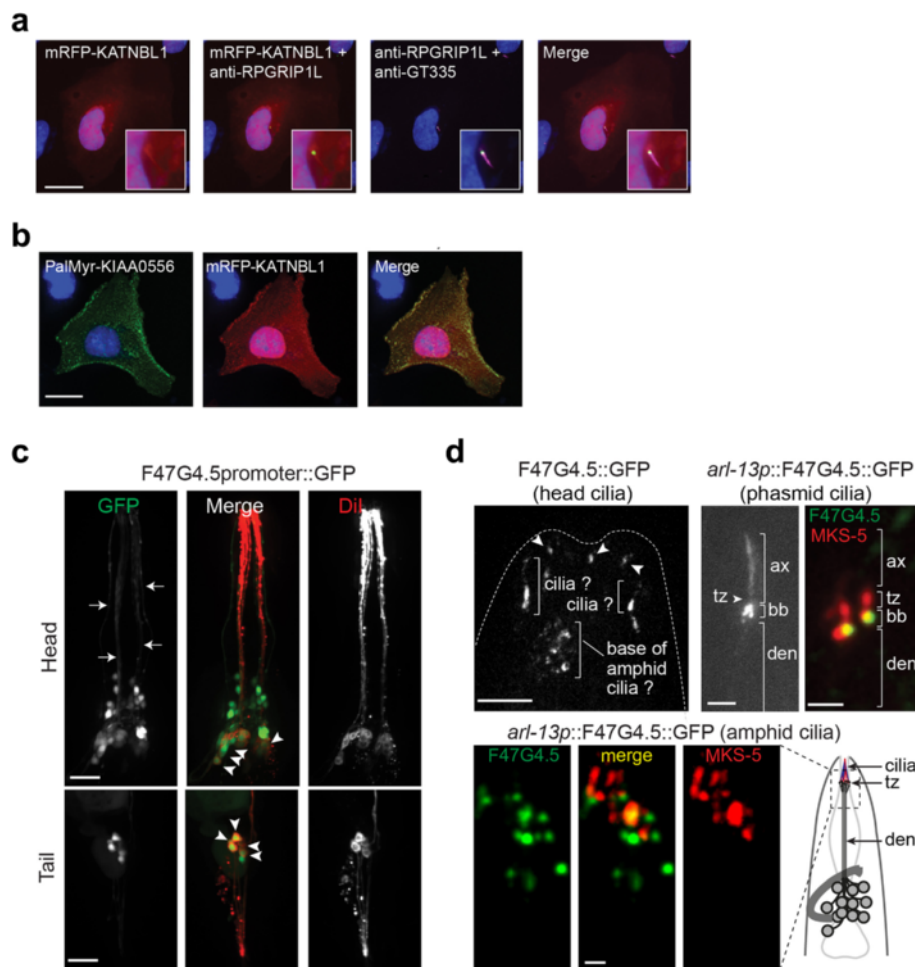 a
mRFP-KATNBL1
mRFP-KATNBL1 +
anti-RPGRIP1L
anti-RPGRIP1L +
anti-GT335
Merge
b
PalMyr-KIAA0556
mRFP-KATNBL1
Merge
c
F47G4.5promoter::GFP
GFP
Merge
DiI
Head
Tail
d
F47G4.5::GFP
(head cilia)
cilia ?
cilia ?
base of
amphid
cilia ?
arl-13p::F47G4.5::GFP
(phasmid cilia)
ax
tz
bb
den
F47G4.5
MKS-5
ax
tz
bb
den
arl-13p::F47G4.5::GFP (amphid cilia)
F47G4.5
merge
MKS-5
cilia
tz
den